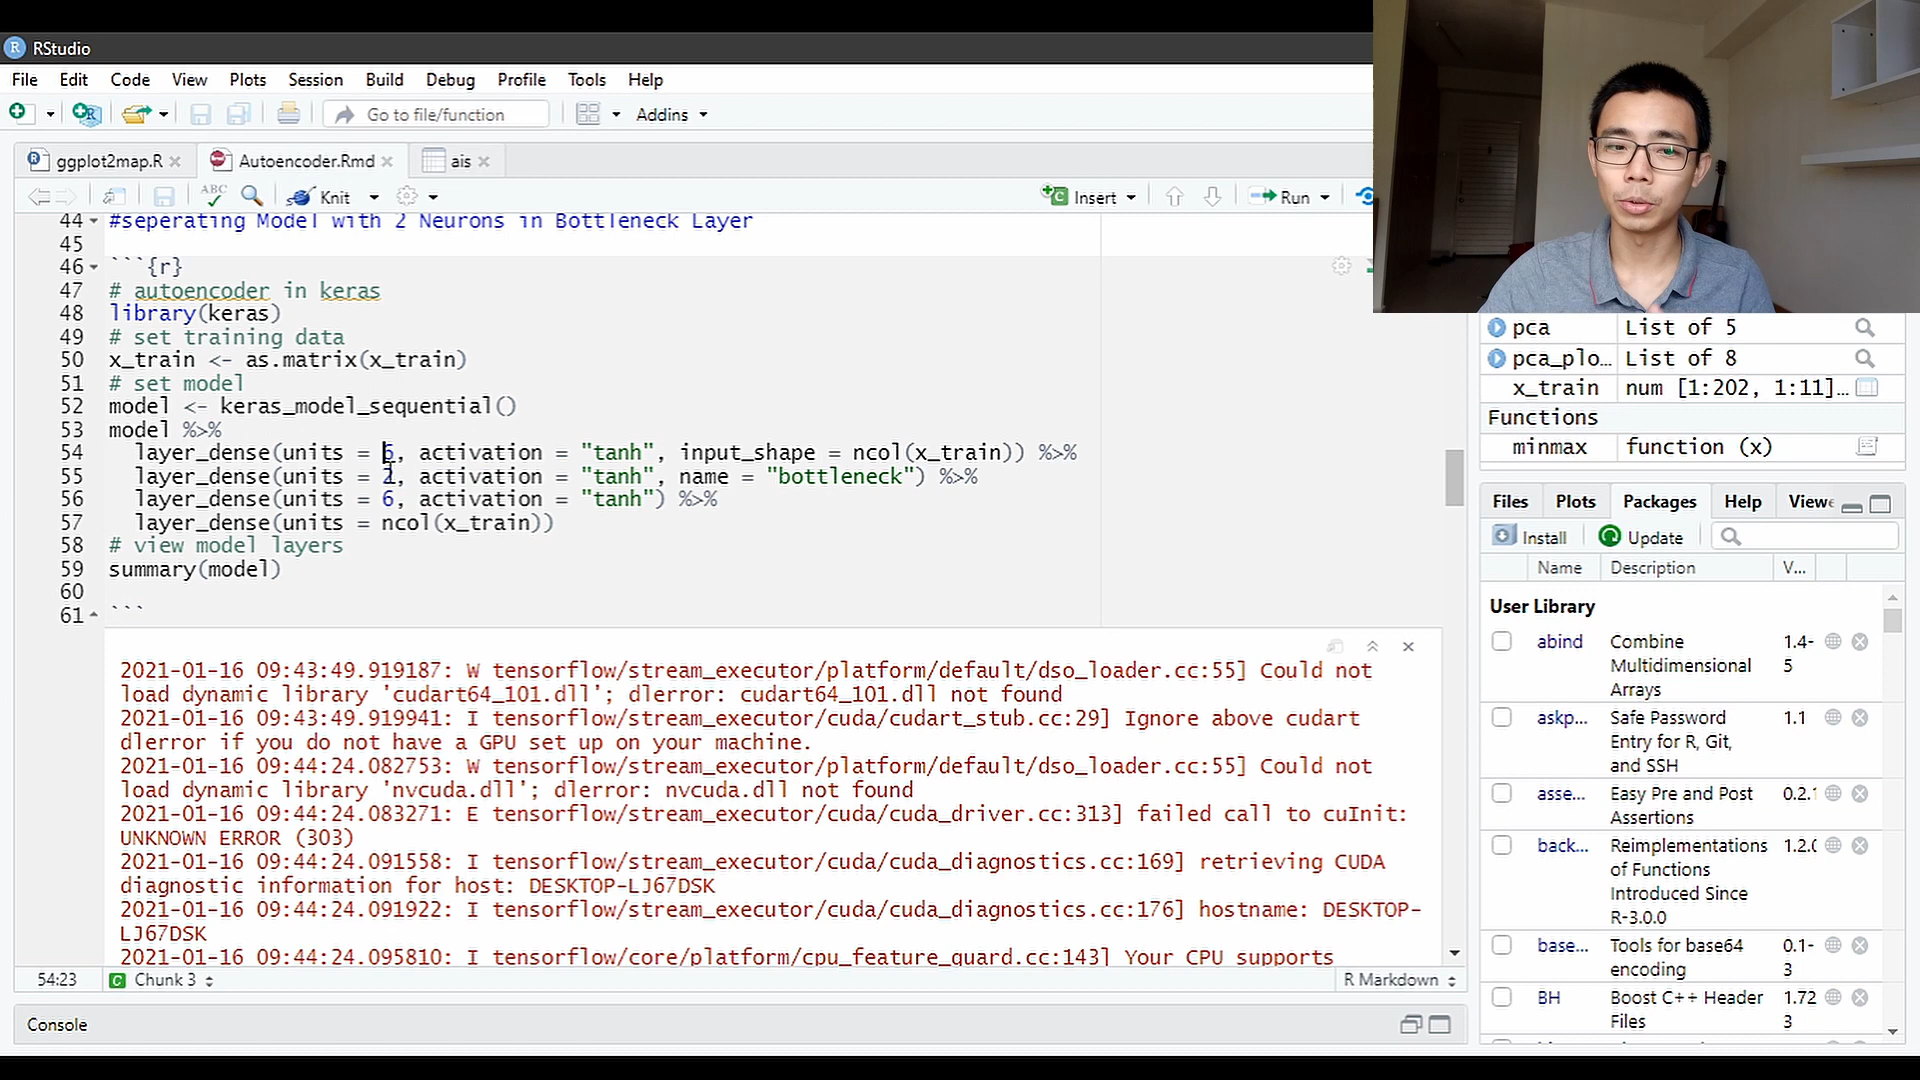 RStudio
File Edit Code View Plots Session Build Debug Profile Tools Help
Go to file/function Addins
ggplot2map.R Autoencoder.Rmd ais
ABC Knit Insert Run
44 #seperating Model with 2 Neurons in Bottleneck Layer
45
46 ```{r}
47 # autoencoder in keras
48 library(keras)
49 # set training data
50 x_train <- as.matrix(x_train)
51 # set model
52 model <- keras_model_sequential()
53 model %>%
54 layer_dense(units = 6, activation = "tanh", input_shape = ncol(x_train)) %>%
55 layer_dense(units = 2, activation = "tanh", name = "bottleneck") %>%
56 layer_dense(units = 6, activation = "tanh") %>%
57 layer_dense(units = ncol(x_train))
58 # view model layers
59 summary(model)
60
61 ```
2021-01-16 09:43:49.919187: W tensorflow/stream_executor/platform/default/dso_loader.cc:55] Could not
load dynamic library 'cudart64_101.dll'; dlerror: cudart64_101.dll not found
2021-01-16 09:43:49.919941: I tensorflow/stream_executor/cuda/cudart_stub.cc:29] Ignore above cudart
dlerror if you do not have a GPU set up on your machine.
2021-01-16 09:44:24.082753: W tensorflow/stream_executor/platform/default/dso_loader.cc:55] Could not
load dynamic library 'nvcuda.dll'; dlerror: nvcuda.dll not found
2021-01-16 09:44:24.083271: E tensorflow/stream_executor/cuda/cuda_driver.cc:313] failed call to cuInit:
UNKNOWN ERROR (303)
2021-01-16 09:44:24.091558: I tensorflow/stream_executor/cuda/cuda_diagnostics.cc:169] retrieving CUDA
diagnostic information for host: DESKTOP-LJ67DSK
2021-01-16 09:44:24.091922: I tensorflow/stream_executor/cuda/cuda_diagnostics.cc:176] hostname: DESKTOP-
LJ67DSK
2021-01-16 09:44:24.095810: I tensorflow/core/platform/cpu_feature_guard.cc:143] Your CPU supports
54:23 Chunk 3 R Markdown
Console
pca List of 5
pca_plo... List of 8
x_train num [1:202, 1:11]...
Functions
minmax function (x)
Files Plots Packages Help Viewe
Install Update
Name Description V...
User Library
abind Combine Multidimensional Arrays 1.4-5
askp... Safe Password Entry for R, Git, and SSH 1.1
asse... Easy Pre and Post Assertions 0.2.1
back... Reimplementations of Functions Introduced Since R-3.0.0 1.2.0
base... Tools for base64 encoding 0.1-3
BH Boost C++ Header Files 1.72 3